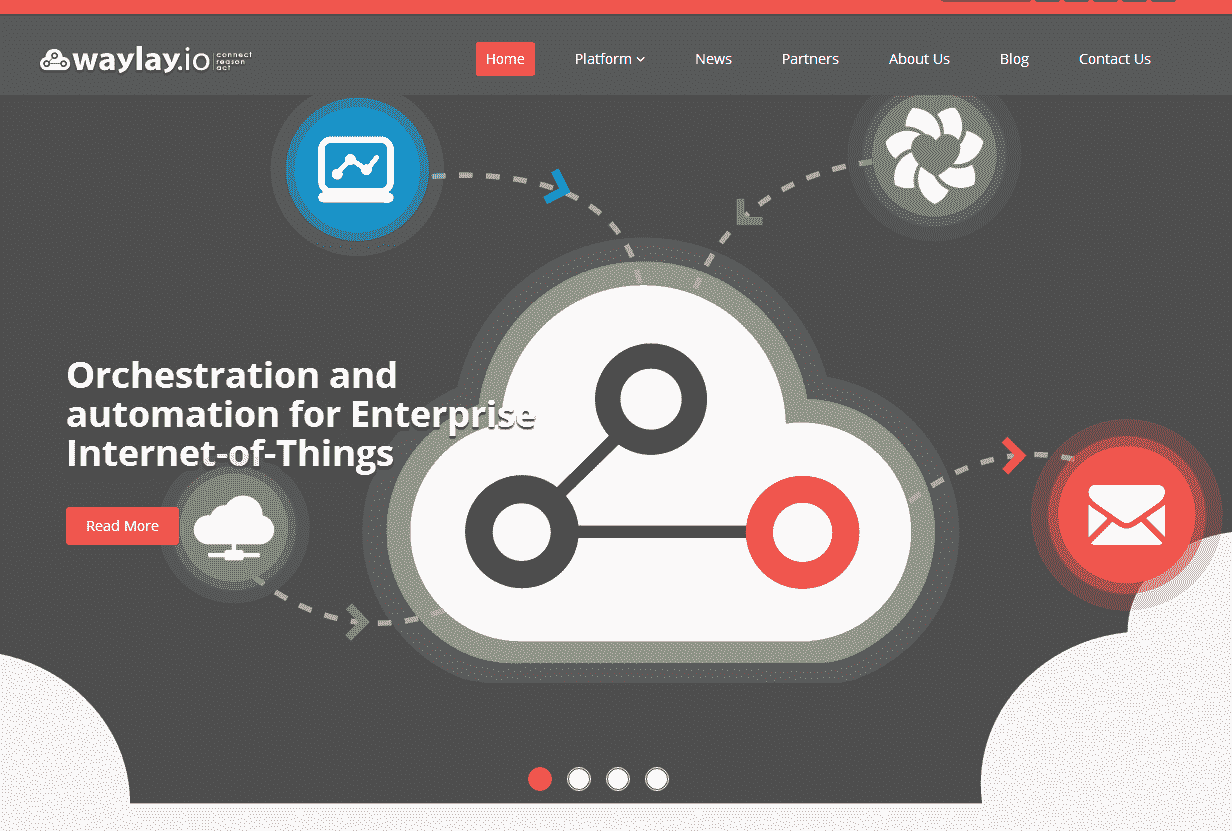 waylay.io
connect
reason
act
Home
Platform
News
Partners
About Us
Blog
Contact Us
Orchestration and
automation for Enterprise
Internet-of-Things
Read More